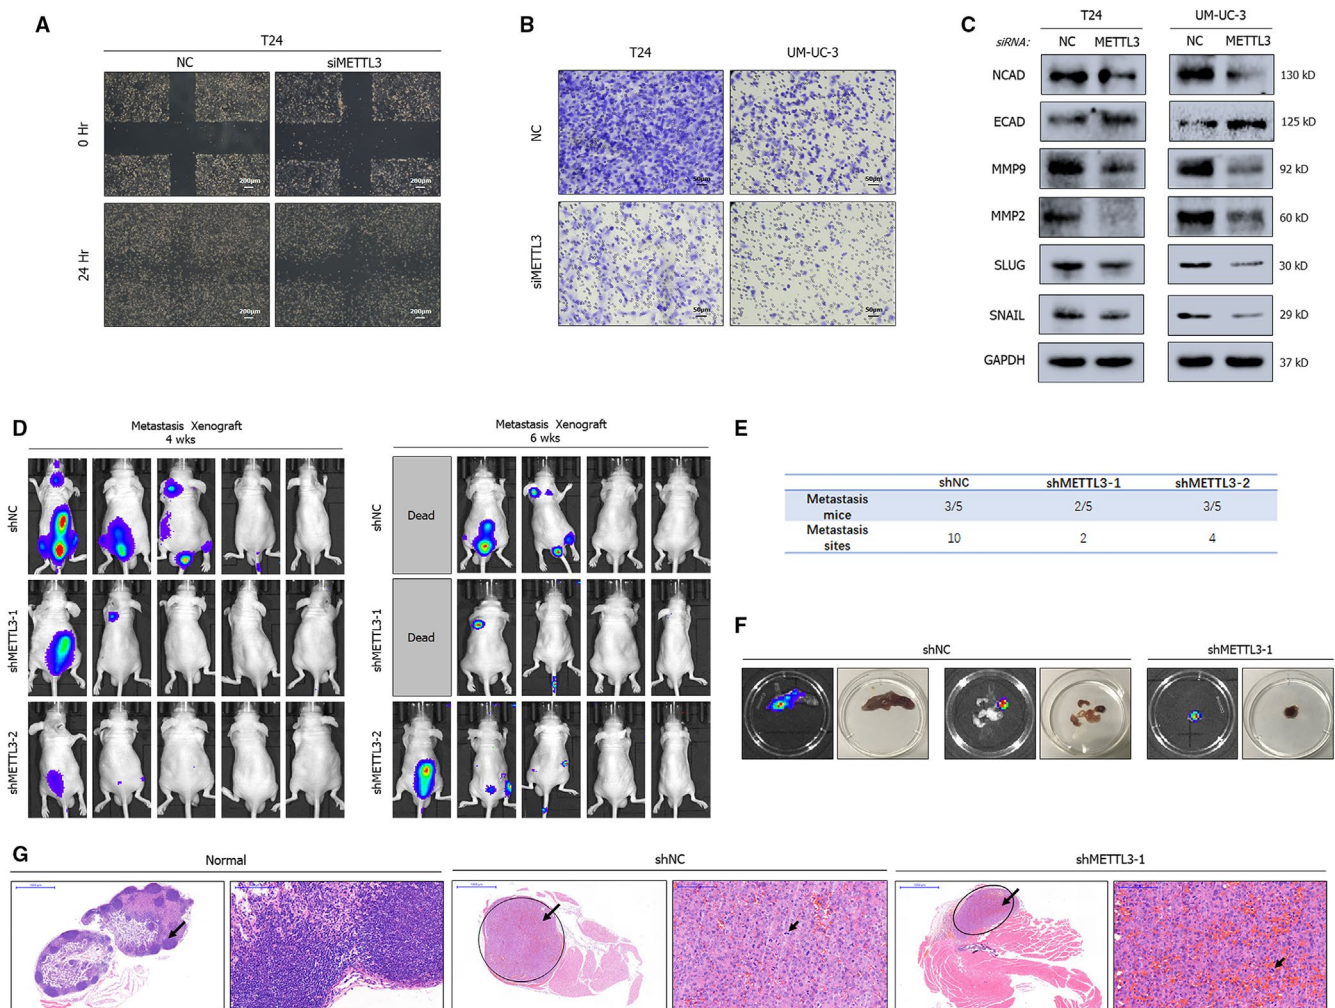 A
T24
NC siMETTL3
0 Hr
200μm 200μm
24 Hr
200μm 200μm
B
T24 UM-UC-3
NC
50μm 50μm
siMETTL3
50μm 50μm
C
T24 UM-UC-3
siRNA: NC METTL3 NC METTL3
NCAD 130 kD
ECAD 125 kD
MMP9 92 kD
MMP2 60 kD
SLUG 30 kD
SNAIL 29 kD
GAPDH 37 kD
D
Metastasis Xenograft
4 wks
shNC
shMETTL3-1
shMETTL3-2
Metastasis Xenograft
6 wks
shNC
Dead
shMETTL3-1
Dead
shMETTL3-2
E
shNC shMETTL3-1 shMETTL3-2
Metastasis
mice 3/5 2/5 3/5
Metastasis
sites 10 2 4
F
shNC shMETTL3-1
G
Normal shNC shMETTL3-1